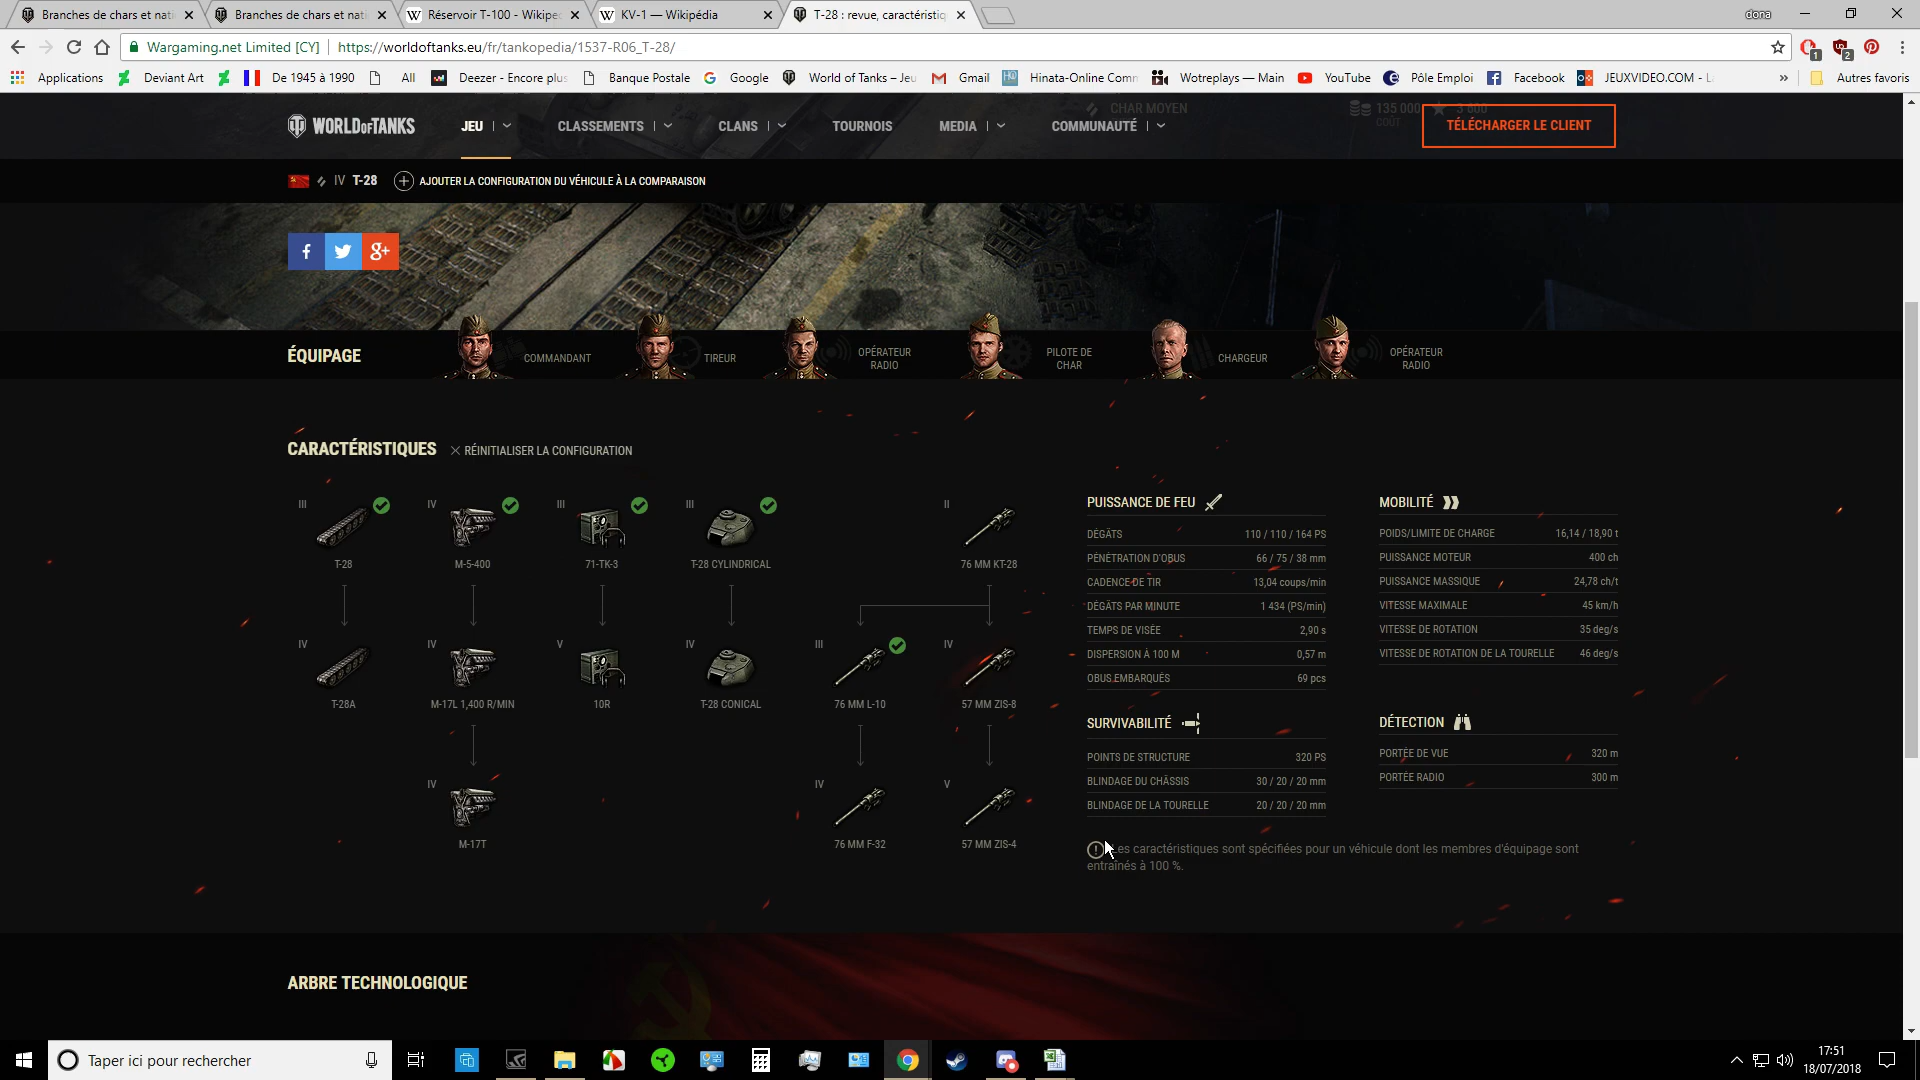 Branches de chars et nati
Branches de chars et nati
Réservoir T-100 - Wikiped
KV-1 — Wikipédia
T-28 : revue, caractéristiq
dona
Wargaming.net Limited [CY]
https://worldoftanks.eu/fr/tankopedia/1537-R06_T-28/
Applications
Deviant Art
De 1945 à 1990
All
Deezer - Encore plus
Banque Postale
Google
World of Tanks – Jeu
Gmail
Hinata-Online Comm
Wotreplays — Main
YouTube
Pôle Emploi
Facebook
JEUXVIDEO.COM - La
Autres favoris
CHAR MOYEN
135 000
3 600
COÛT
WORLD OF TANKS
JEU
CLASSEMENTS
CLANS
TOURNOIS
MEDIA
COMMUNAUTÉ
TÉLÉCHARGER LE CLIENT
IV T-28
AJOUTER LA CONFIGURATION DU VÉHICULE À LA COMPARAISON
ÉQUIPAGE
COMMANDANT
TIREUR
OPÉRATEUR
RADIO
PILOTE DE
CHAR
CHARGEUR
OPÉRATEUR
RADIO
CARACTÉRISTIQUES
RÉINITIALISER LA CONFIGURATION
III
IV
III
III
II
T-28
M-5-400
71-TK-3
T-28 CYLINDRICAL
76 MM KT-28
IV
IV
V
IV
III
IV
T-28A
M-17L 1,400 R/MIN
10R
T-28 CONICAL
76 MM L-10
57 MM ZIS-8
IV
IV
V
M-17T
76 MM F-32
57 MM ZIS-4
PUISSANCE DE FEU
DÉGÂTS 110 / 110 / 164 PS
PÉNÉTRATION D'OBUS 66 / 75 / 38 mm
CADENCE DE TIR 13,04 coups/min
DÉGÂTS PAR MINUTE 1 434 (PS/min)
TEMPS DE VISÉE 2,90 s
DISPERSION À 100 M 0,57 m
OBUS EMBARQUÉS 69 pcs
MOBILITÉ
POIDS/LIMITE DE CHARGE 16,14 / 18,90 t
PUISSANCE MOTEUR 400 ch
PUISSANCE MASSIQUE 24,78 ch/t
VITESSE MAXIMALE 45 km/h
VITESSE DE ROTATION 35 deg/s
VITESSE DE ROTATION DE LA TOURELLE 46 deg/s
SURVIVABILITÉ
POINTS DE STRUCTURE 320 PS
BLINDAGE DU CHÂSSIS 30 / 20 / 20 mm
BLINDAGE DE LA TOURELLE 20 / 20 / 20 mm
DÉTECTION
PORTÉE DE VUE 320 m
PORTÉE RADIO 300 m
Les caractéristiques sont spécifiées pour un véhicule dont les membres d'équipage sont
entraînés à 100 %.
ARBRE TECHNOLOGIQUE
Taper ici pour rechercher
17:51
18/07/2018